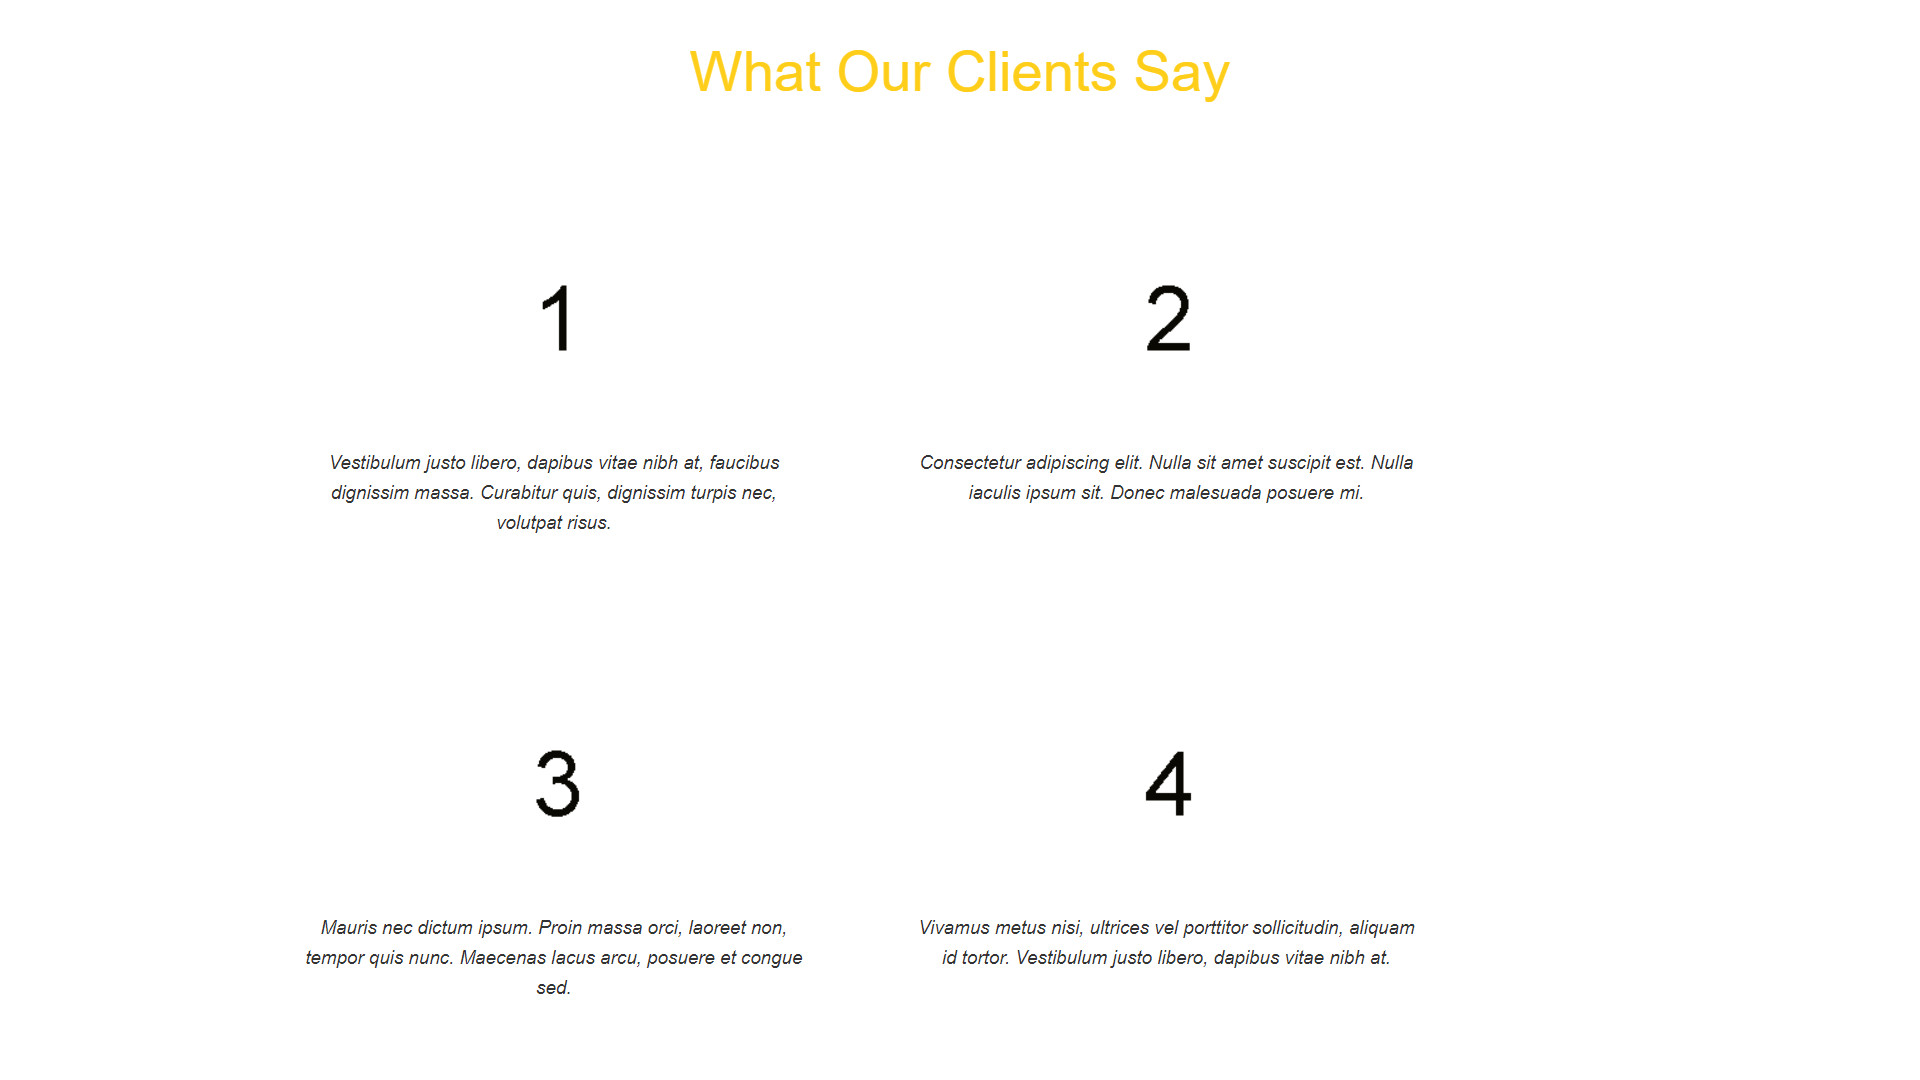 What Our Clients Say
1
Vestibulum justo libero, dapibus vitae nibh at, faucibus
dignissim massa. Curabitur quis, dignissim turpis nec,
volutpat risus.
2
Consectetur adipiscing elit. Nulla sit amet suscipit est. Nulla
iaculis ipsum sit. Donec malesuada posuere mi.
3
Mauris nec dictum ipsum. Proin massa orci, laoreet non,
tempor quis nunc. Maecenas lacus arcu, posuere et congue
sed.
4
Vivamus metus nisi, ultrices vel porttitor sollicitudin, aliquam
id tortor. Vestibulum justo libero, dapibus vitae nibh at.